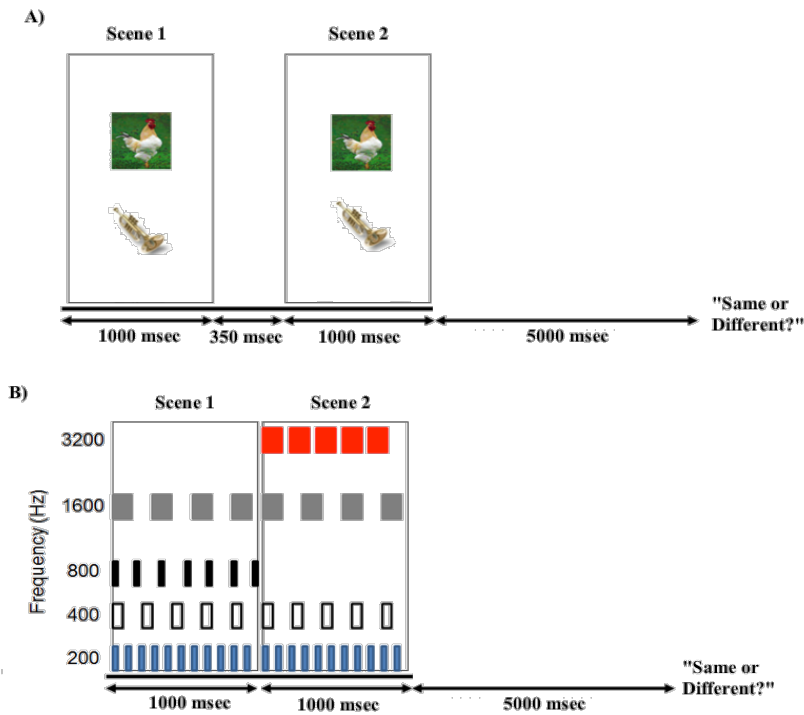 A)
Scene 1
Scene 2
"Same or
Different?"
1000 msec
350 msec
1000 msec
5000 msec
B)
Scene 1
Scene 2
Frequency (Hz)
3200
1600
800
400
200
"Same or
Different?"
1000 msec
1000 msec
5000 msec